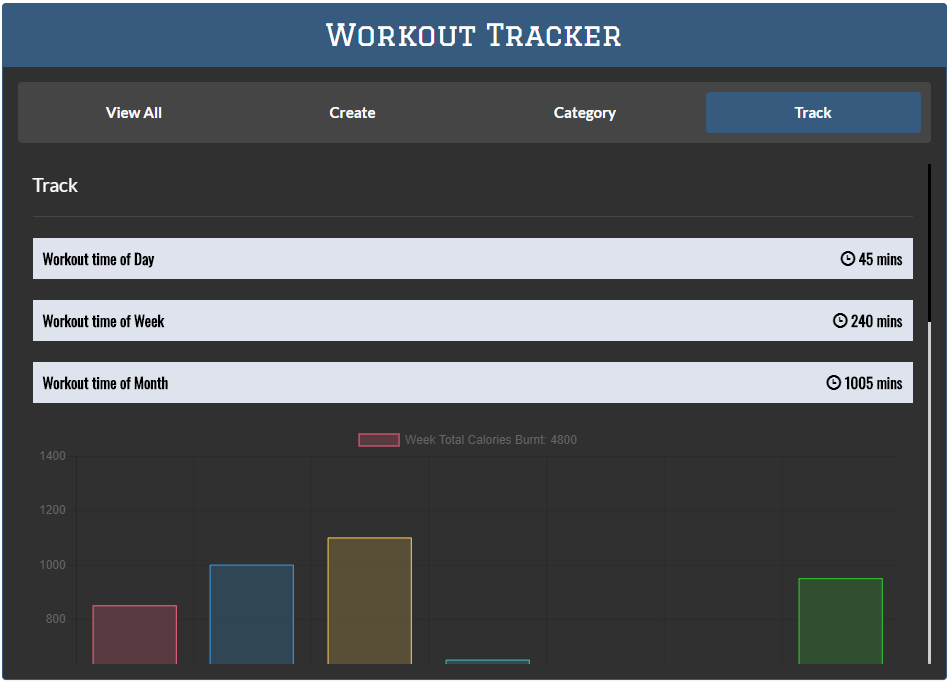 Workout Tracker
View All Create Category Track
Track
Workout time of Day 45 mins
Workout time of Week 240 mins
Workout time of Month 1005 mins
Week Total Calories Burnt: 4800
1400
1200
1000
800